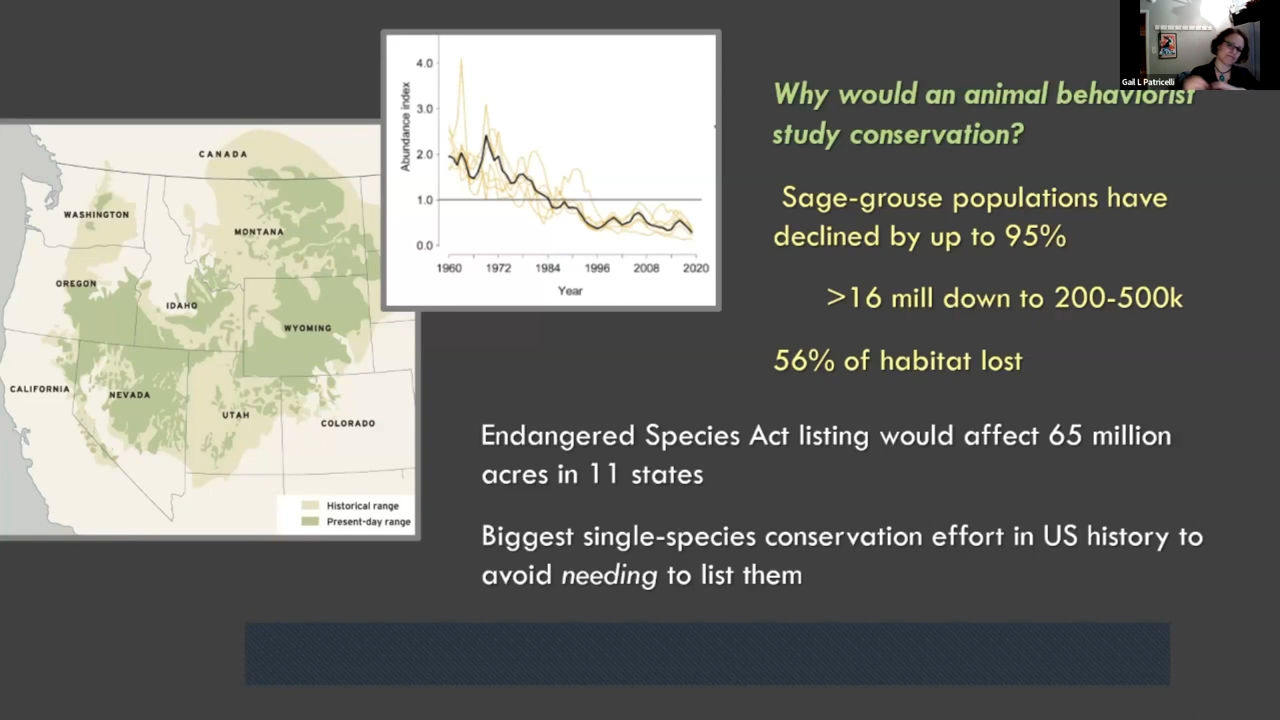 Gail L Patricelli
Why would an animal behaviorist
study conservation?
Sage-grouse populations have
declined by up to 95%
>16 mill down to 200-500k
56% of habitat lost
Endangered Species Act listing would affect 65 million
acres in 11 states
Biggest single-species conservation effort in US history to
avoid needing to list them
Abundance index
4.0
3.0
2.0
1.0
0.0
1960 1972 1984 1996 2008 2020
Year
CANADA
WASHINGTON
MONTANA
OREGON
IDAHO
WYOMING
CALIFORNIA
NEVADA
UTAH
COLORADO
Historical range
Present-day range